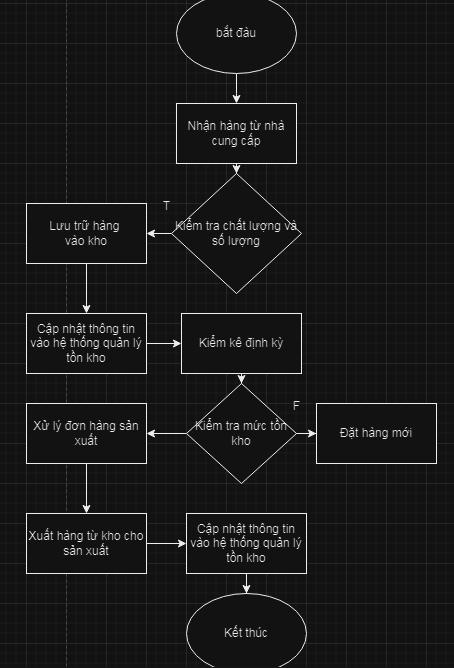 bắt đàu
Nhận hàng từ nhà
cung cấp
T
Kiểm tra chất lượng và
số lượng
Lưu trữ hàng
vào kho
Cập nhật thông tin
vào hệ thống quản lý
tồn kho
Kiểm kê định kỳ
F
Kiểm tra mức tồn
kho
Xử lý đơn hàng sản
xuất
Đặt hàng mới
Xuất hàng từ kho cho
sản xuất
Cập nhật thông tin
vào hệ thống quản lý
tồn kho
Kết thúc